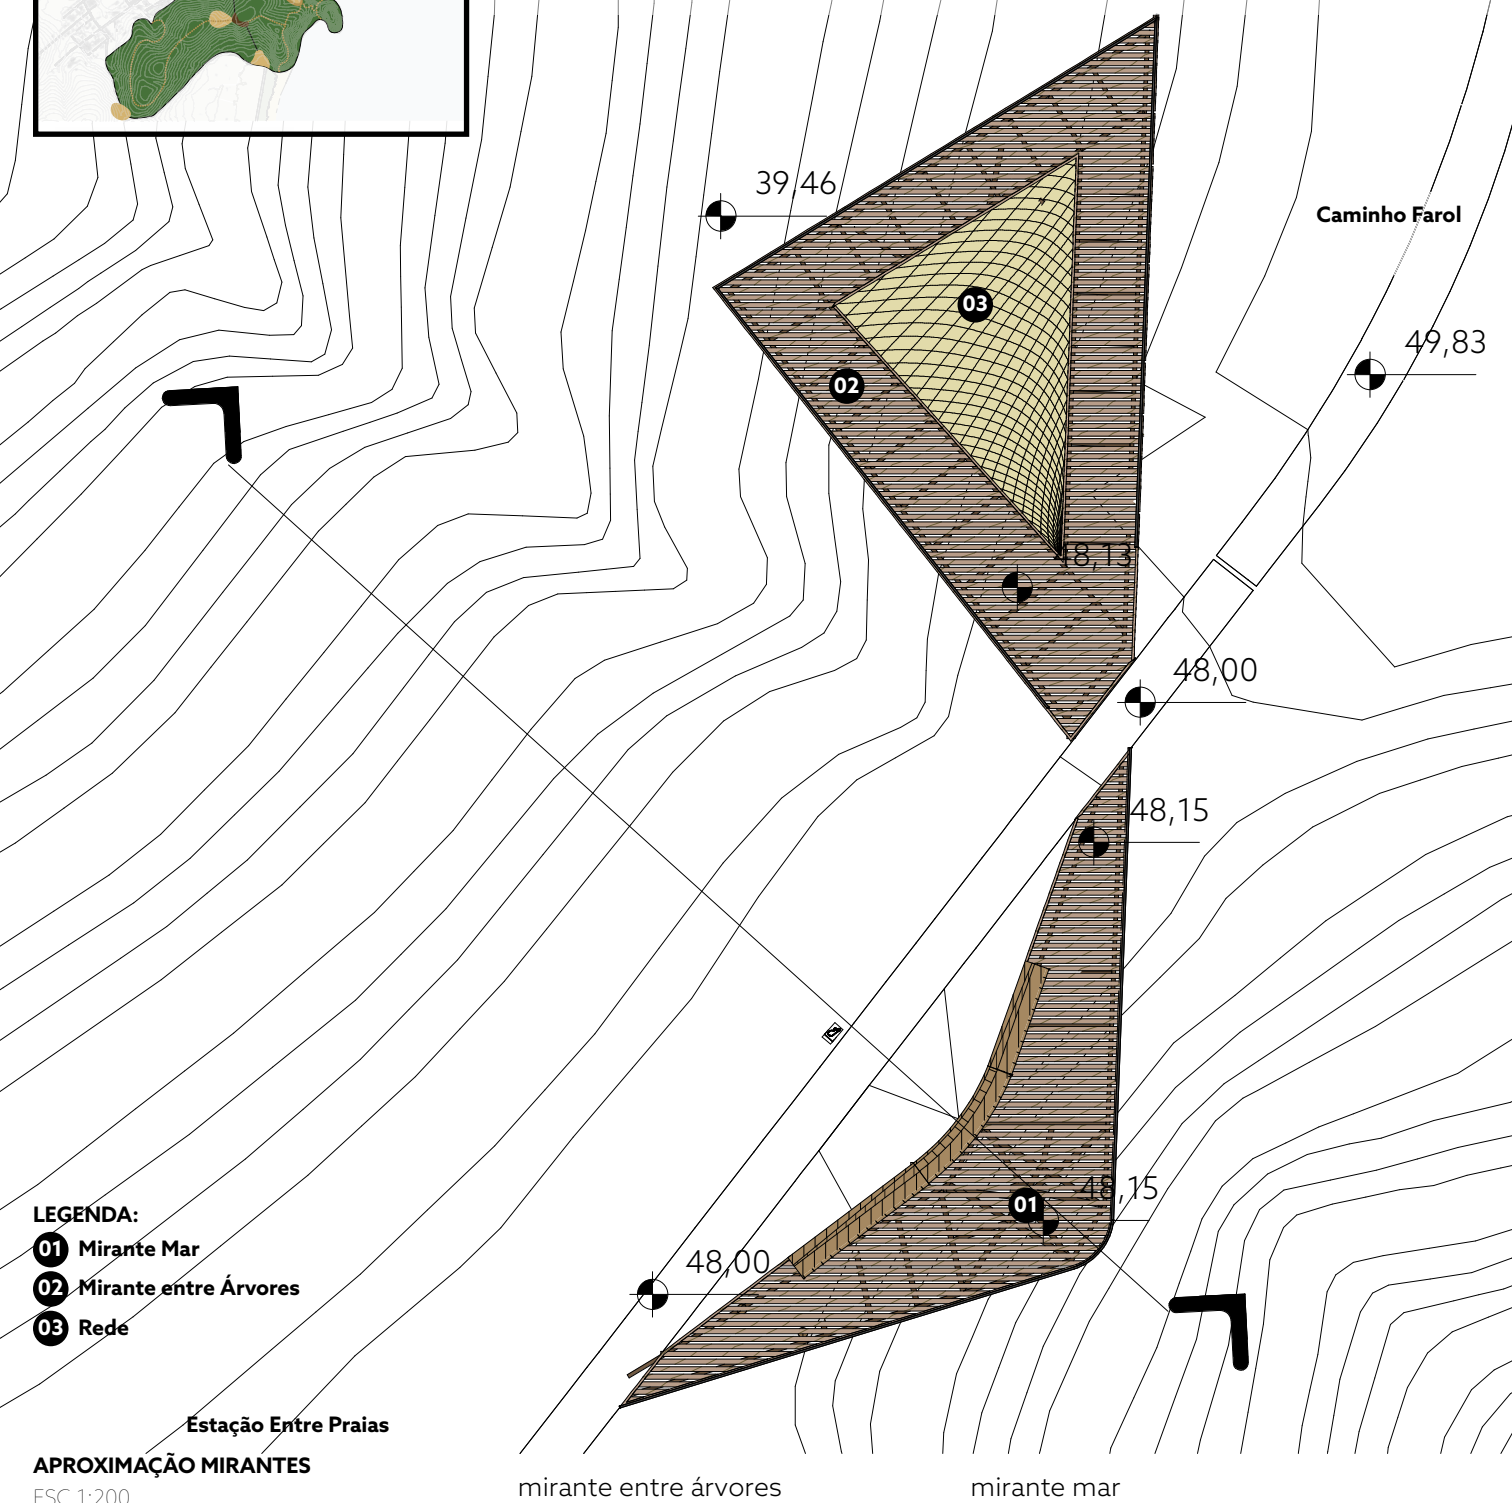 39,46
Caminho Farol
03
49,83
02
48,13
48,00
48,15
01
48,15
48,00
LEGENDA:
01 Mirante Mar
02 Mirante entre Árvores
03 Rede
Estação Entre Praias
APROXIMAÇÃO MIRANTES
ESC 1:200
mirante entre árvores
mirante mar